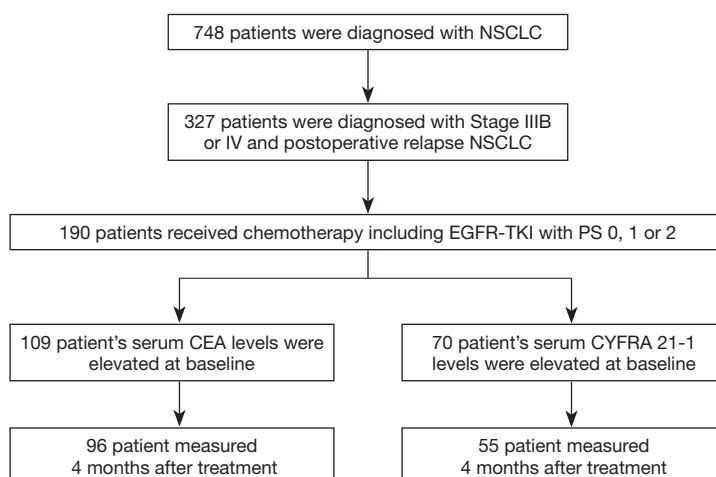 748 patients were diagnosed with NSCLC
327 patients were diagnosed with Stage IIIB
or IV and postoperative relapse NSCLC
190 patients received chemotherapy including EGFR-TKI with PS 0, 1 or 2
109 patient's serum CEA levels were
elevated at baseline
70 patient's serum CYFRA 21-1
levels were elevated at baseline
96 patient measured
4 months after treatment
55 patient measured
4 months after treatment